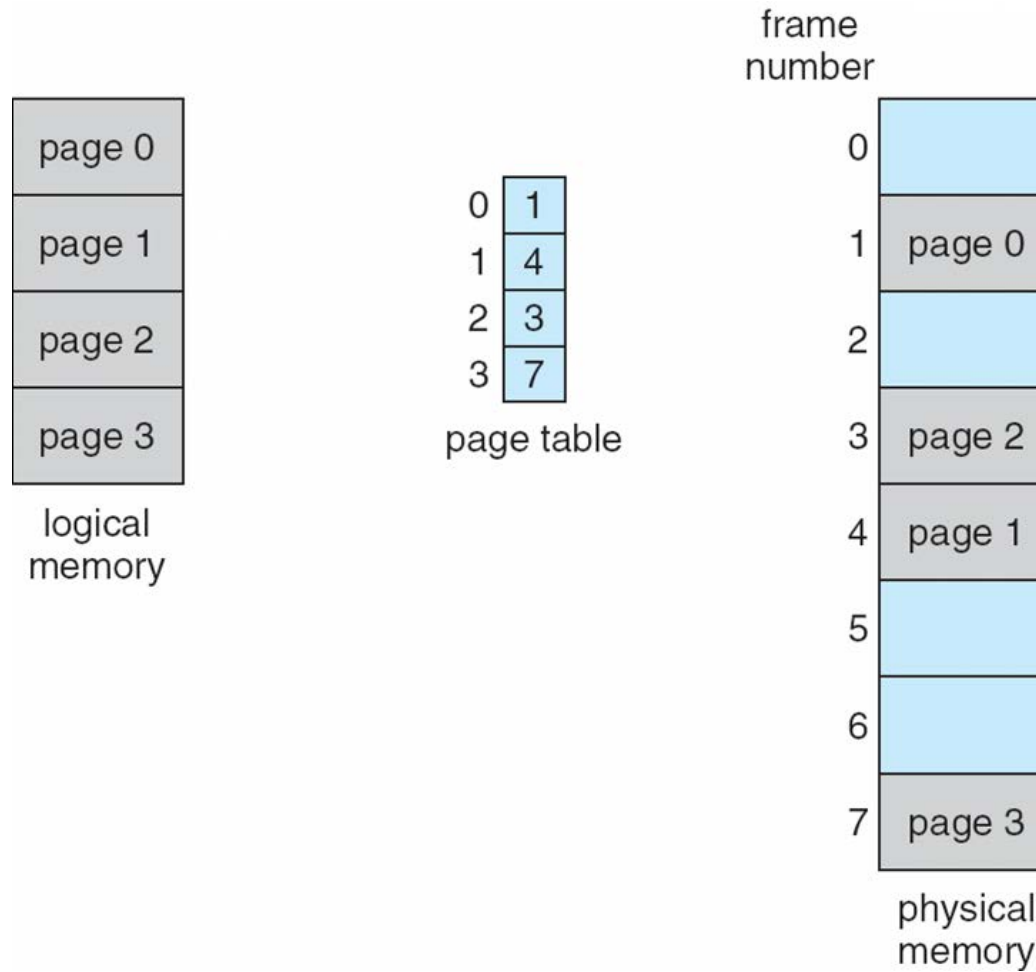 frame
number
page 0
page 1
page 2
page 3
logical
memory
0 1
1 4
2 3
3 7
page table
0
1 page 0
2
3 page 2
4 page 1
5
6
7 page 3
physical
memory